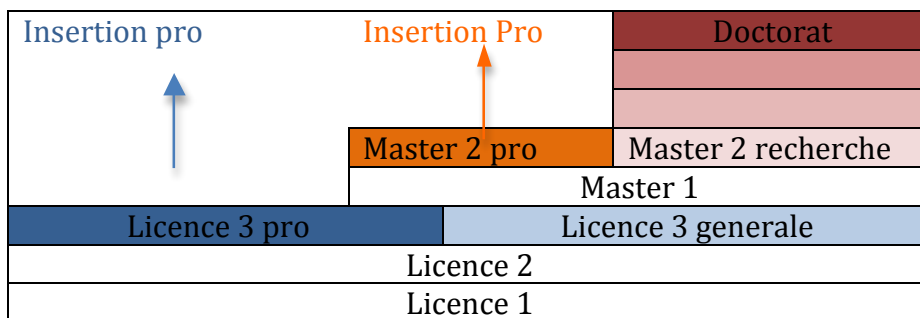 Insertion pro
Insertion Pro
Doctorat
Master 2 pro
Master 2 recherche
Master 1
Licence 3 pro
Licence 3 generale
Licence 2
Licence 1